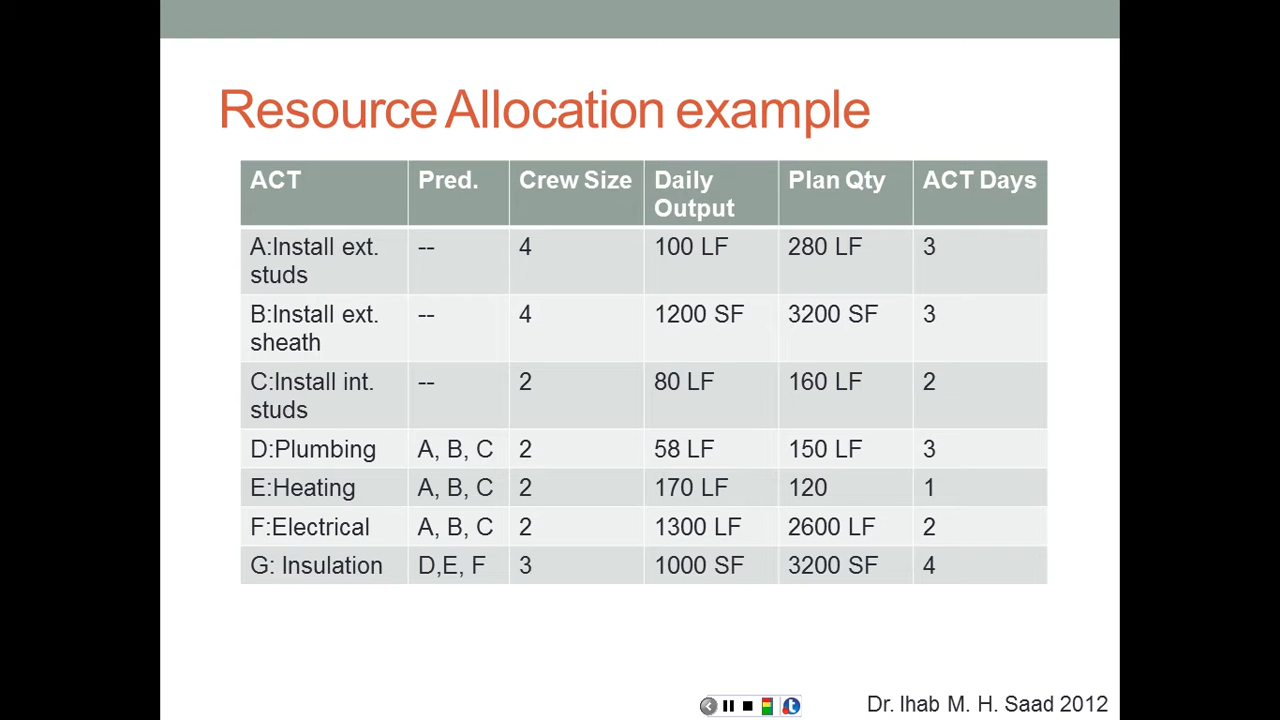 Resource Allocation example
ACT Pred. Crew Size Daily Output Plan Qty ACT Days
A:Install ext. studs -- 4 100 LF 280 LF 3
B:Install ext. sheath -- 4 1200 SF 3200 SF 3
C:Install int. studs -- 2 80 LF 160 LF 2
D:Plumbing A, B, C 2 58 LF 150 LF 3
E:Heating A, B, C 2 170 LF 120 1
F:Electrical A, B, C 2 1300 LF 2600 LF 2
G: Insulation D,E, F 3 1000 SF 3200 SF 4
Dr. Ihab M. H. Saad 2012